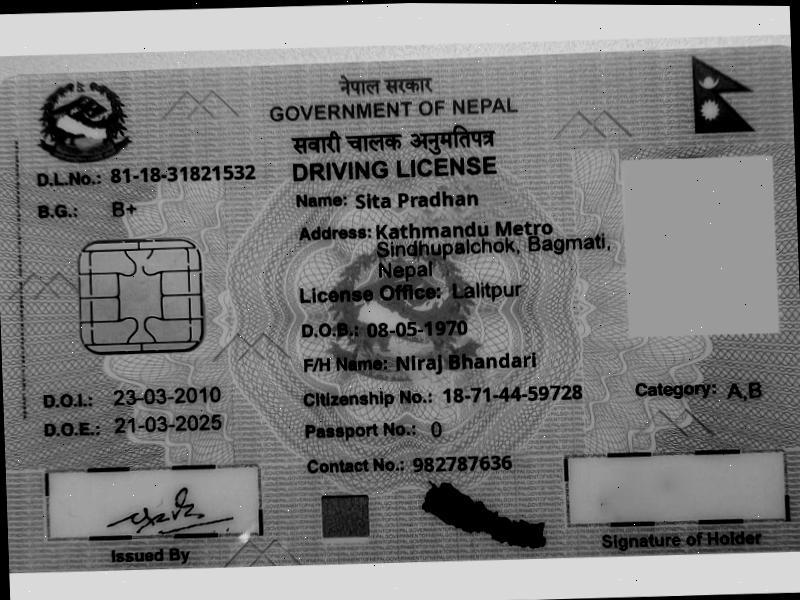 नेपाल सरकार
GOVERNMENT OF NEPAL
सवारी चालक अनुमतिपत्र
DRIVING LICENSE
D.L.No.: 81-18-31821532
B.G.: B+
Name: Sita Pradhan
Address: Kathmandu Metro
Sindhupalchok, Bagmati,
Nepal
License Office: Lalitpur
D.O.B.: 08-05-1970
F/H Name: Niraj Bhandari
D.O.I.: 23-03-2010
Citizenship No.: 18-71-44-59728
Category: A,B
D.O.E.: 21-03-2025
Passport No.: 0
Contact No.: 982787636
Issued By
Signature of Holder